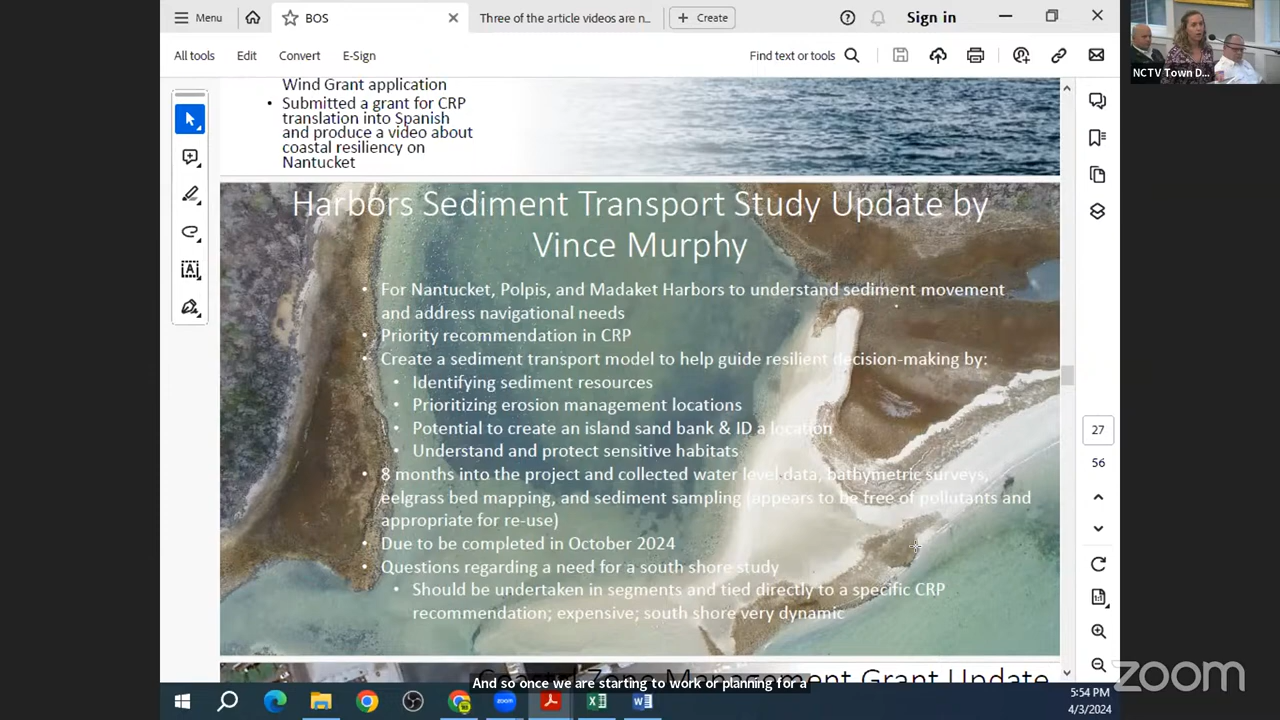 Menu
BOS
Three of the article videos are n...
Create
Sign in
All tools
Edit
Convert
E-Sign
Find text or tools
Wind Grant application
• Submitted a grant for CRP
translation into Spanish
and produce a video about
coastal resiliency on
Nantucket
Harbors Sediment Transport Study Update by
Vince Murphy
• For Nantucket, Polpis, and Madaket Harbors to understand sediment movement
and address navigational needs
• Priority recommendation in CRP
• Create a sediment transport model to help guide resilient decision-making by:
• Identifying sediment resources
• Prioritizing erosion management locations
• Potential to create an island sand bank & ID a location
• Understand and protect sensitive habitats
• 8 months into the project and collected water level data, bathymetric surveys,
eelgrass bed mapping, and sediment sampling (appears to be free of pollutants and
appropriate for re-use)
• Due to be completed in October 2024
• Questions regarding a need for a south shore study
• Should be undertaken in segments and tied directly to a specific CRP
recommendation; expensive; south shore very dynamic
Management Grant Update
And so once we are starting to work or planning for a
27
56
NCTV Town D...
zoom
zoom
5:54 PM
4/3/2024